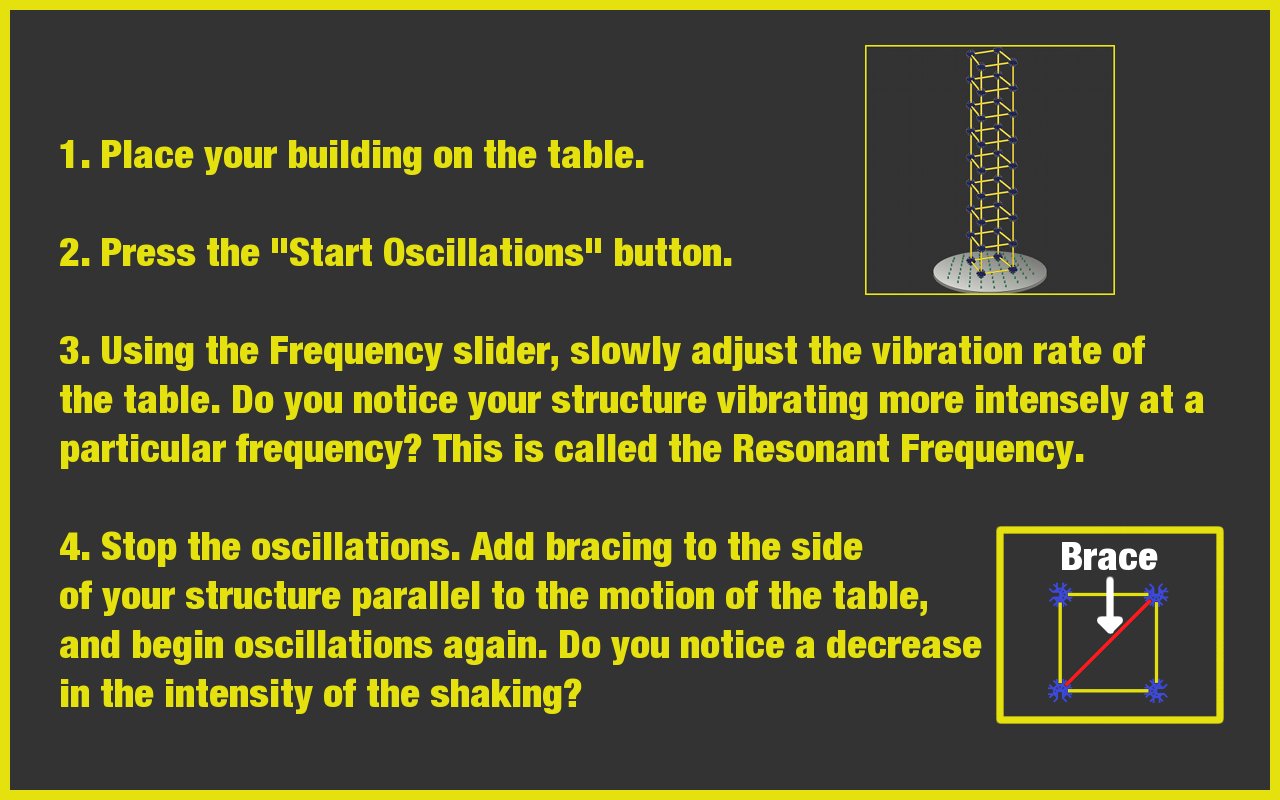 1. Place your building on the table.
2. Press the "Start Oscillations" button.
3. Using the Frequency slider, slowly adjust the vibration rate of
the table. Do you notice your structure vibrating more intensely at a
particular frequency? This is called the Resonant Frequency.
4. Stop the oscillations. Add bracing to the side
of your structure parallel to the motion of the table,
and begin oscillations again. Do you notice a decrease
in the intensity of the shaking?
Brace